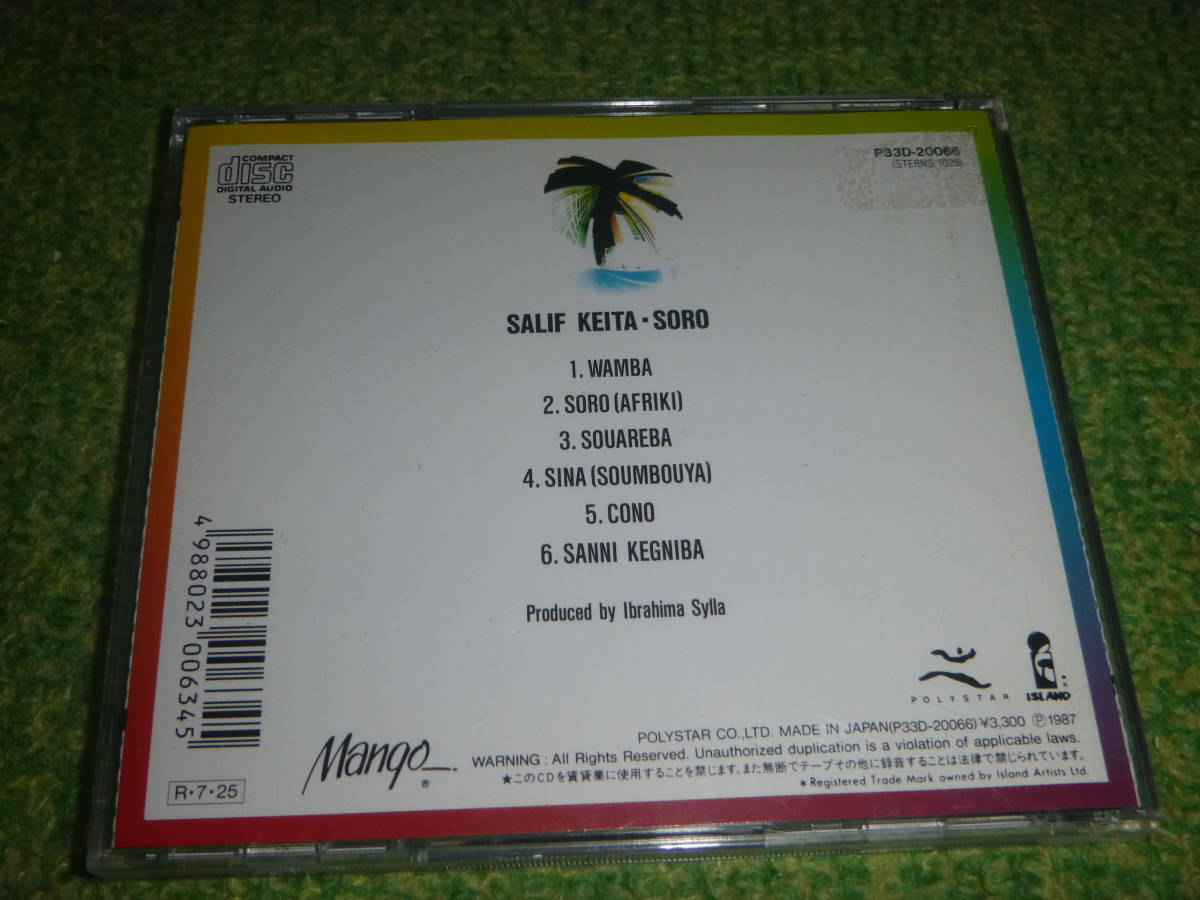 COMPACT
disc
DIGITAL AUDIO
STEREO
P33D-20066
(STERNS 1020)
SALIF KEITA・SORO
1. WAMBA
2. SORO (AFRIKI)
3. SOUAREBA
4. SINA (SOUMBOUYA)
5. CONO
6. SANNI KEGNIBA
Produced by Ibrahima Sylla
4 988023 006345
POLYSTAR
ISLAND
®
Mango
®
POLYSTAR CO.,LTD. MADE IN JAPAN(P33D-20066)¥3,300 Ⓟ1987
WARNING : All Rights Reserved. Unauthorized duplication is a violation of applicable laws.
★このCDを賃貸業に使用することを禁じます。また無断でテープその他に録音することは法律で禁じられています。
* Registered Trade Mark owned by Island Artists Ltd.
R・7・25